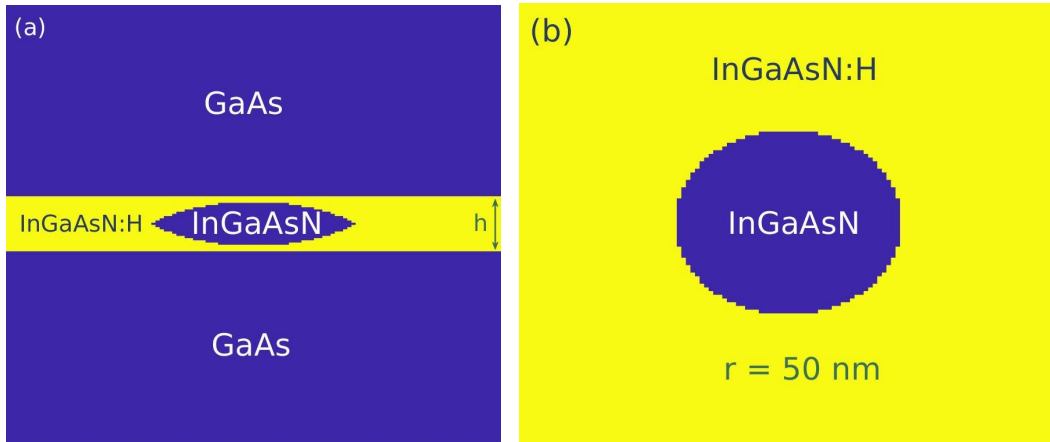 (a)
GaAs
InGaAsN:H
InGaAsN
h
GaAs
(b)
InGaAsN:H
InGaAsN
r = 50 nm